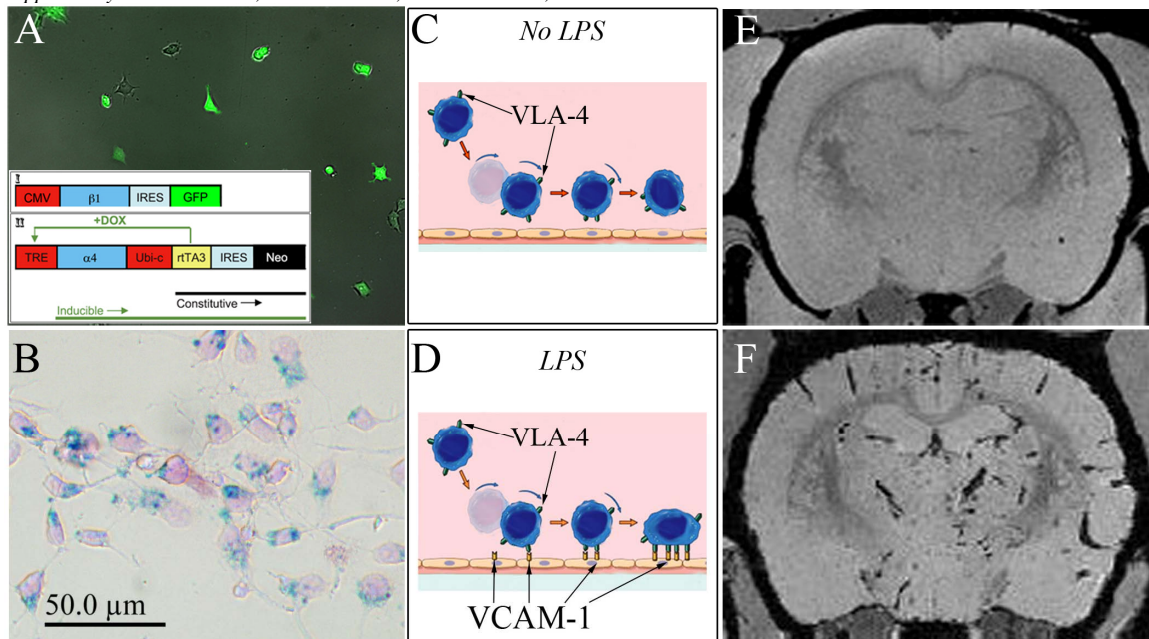 A
I
CMV β1 IRES GFP
II
+DOX
TRE α4 Ubi-c rtTA3 IRES Neo
Constitutive →
Inducible →
B
50.0 µm
C
No LPS
VLA-4
D
LPS
VLA-4
VCAM-1
E
F